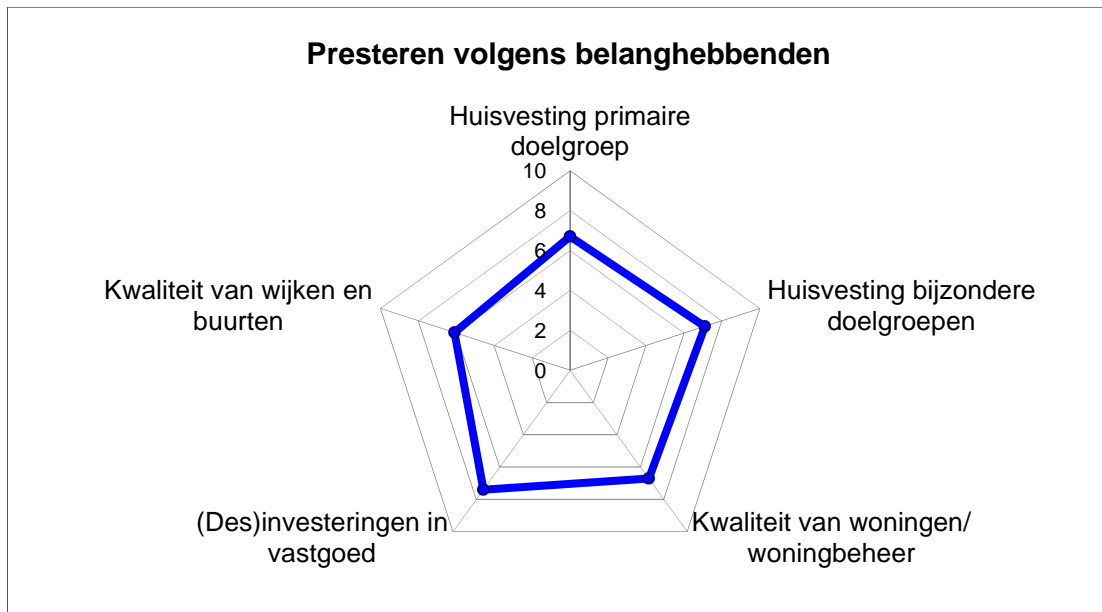 Presteren volgens belanghebbenden
Huisvesting primaire
doelgroep
10
8
6
4
2
0
Huisvesting bijzondere
doelgroepen
Kwaliteit van woningen/
woningbeheer
(Des)investeringen in
vastgoed
Kwaliteit van wijken en
buurten